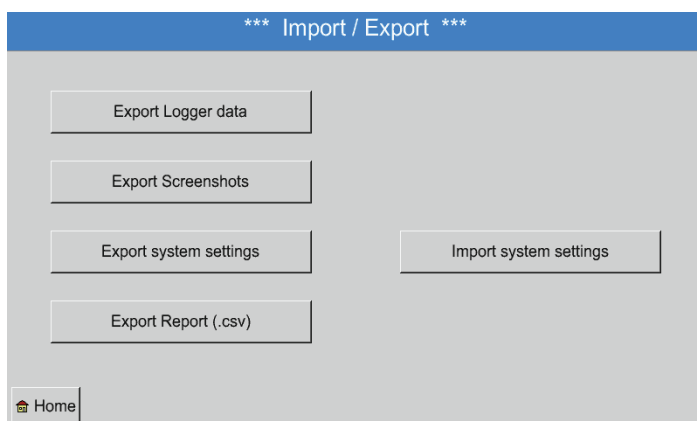 *** Import / Export ***
Export Logger data
Export Screenshots
Export system settings
Import system settings
Export Report (.csv)
Home